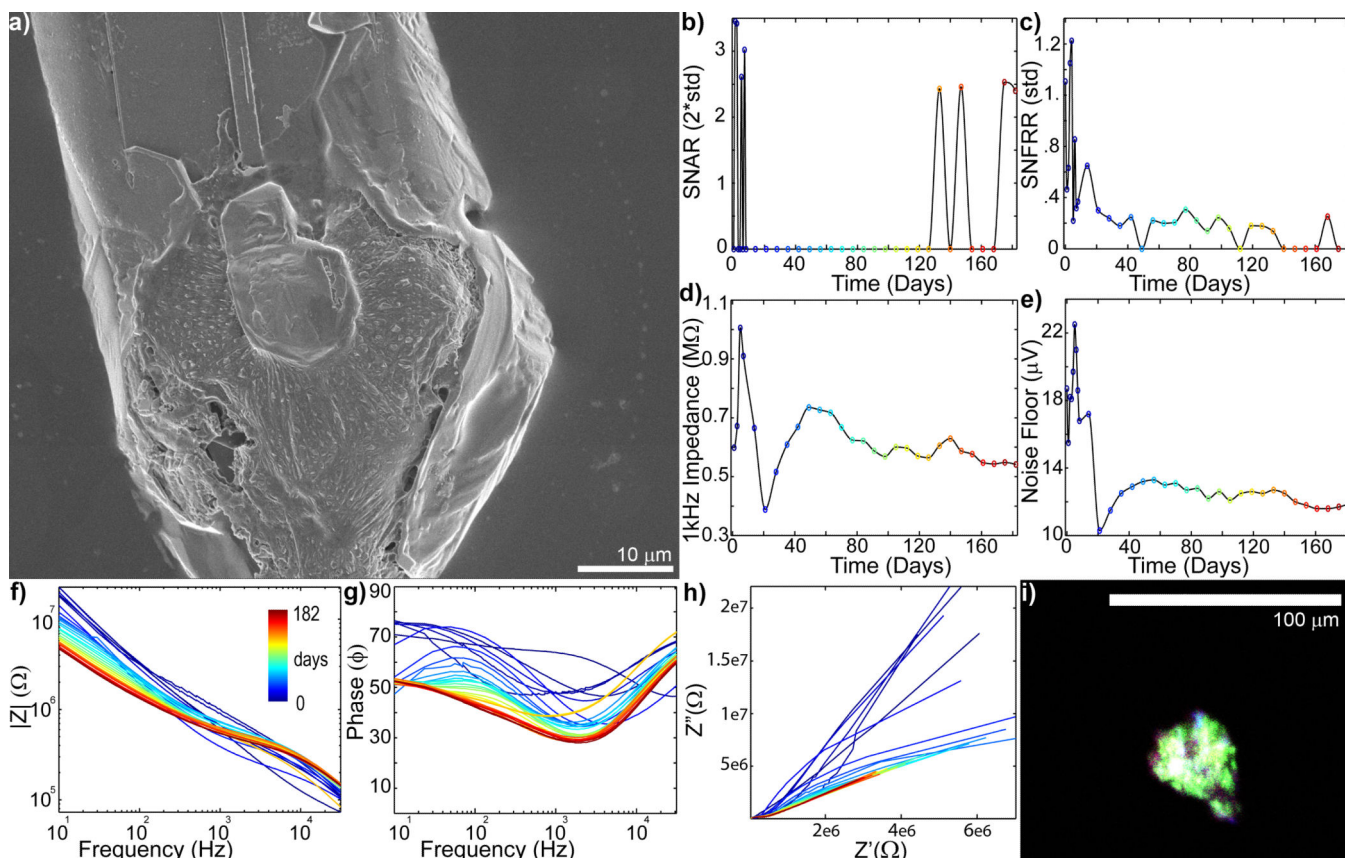 a)
10 μm
b)
SNAR (2*std)
3
2
1
0
0 40 80 120 160
Time (Days)
c)
SNFRR (std)
1.2
.8
.4
0
0 40 80 120 160
Time (Days)
d)
1kHz Impedance (MΩ)
1.1
0.9
0.7
0.5
0.3
0 40 80 120 160
Time (Days)
e)
Noise Floor (μV)
22
18
14
10
0 40 80 120 160
Time (Days)
f)
|Z| (Ω)
10^7
10^6
10^5
182
days
0
10^1 10^2 10^3 10^4
Frequency (Hz)
g)
Phase (ϕ)
90
70
50
30
10
10^1 10^2 10^3 10^4
Frequency (Hz)
h)
Z"(Ω)
2e7
1.5e7
1e7
5e6
2e6 4e6 6e6
Z'(Ω)
i)
100 μm